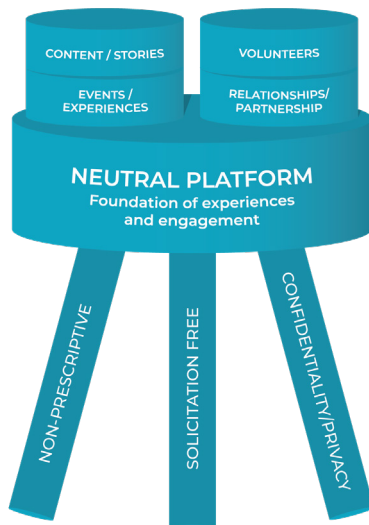 CONTENT / STORIES
EVENTS /
EXPERIENCES
VOLUNTEERS
RELATIONSHIPS/
PARTNERSHIP
NEUTRAL PLATFORM
Foundation of experiences
and engagement
NON-PRESCRIPTIVE
SOLICITATION FREE
CONFIDENTIALITY/PRIVACY